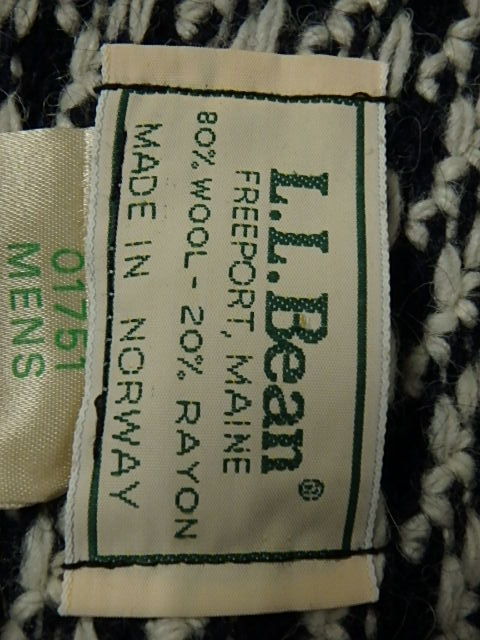 L.L.Bean®
FREEPORT, MAINE
80% WOOL - 20% RAYON
MADE IN NORWAY
01751
MENS